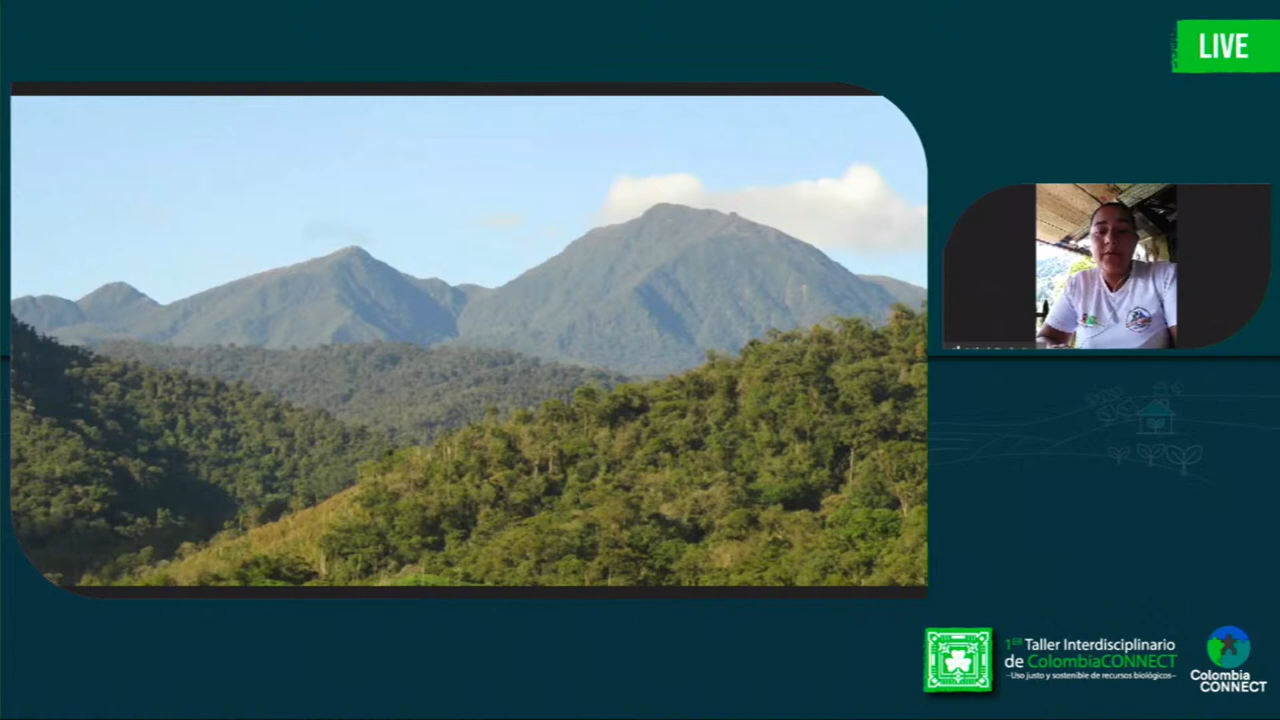 LIVE
1ER Taller Interdisciplinario
de ColombiaCONNECT
-Uso justo y sostenible de recursos biológicos-
Colombia
CONNECT